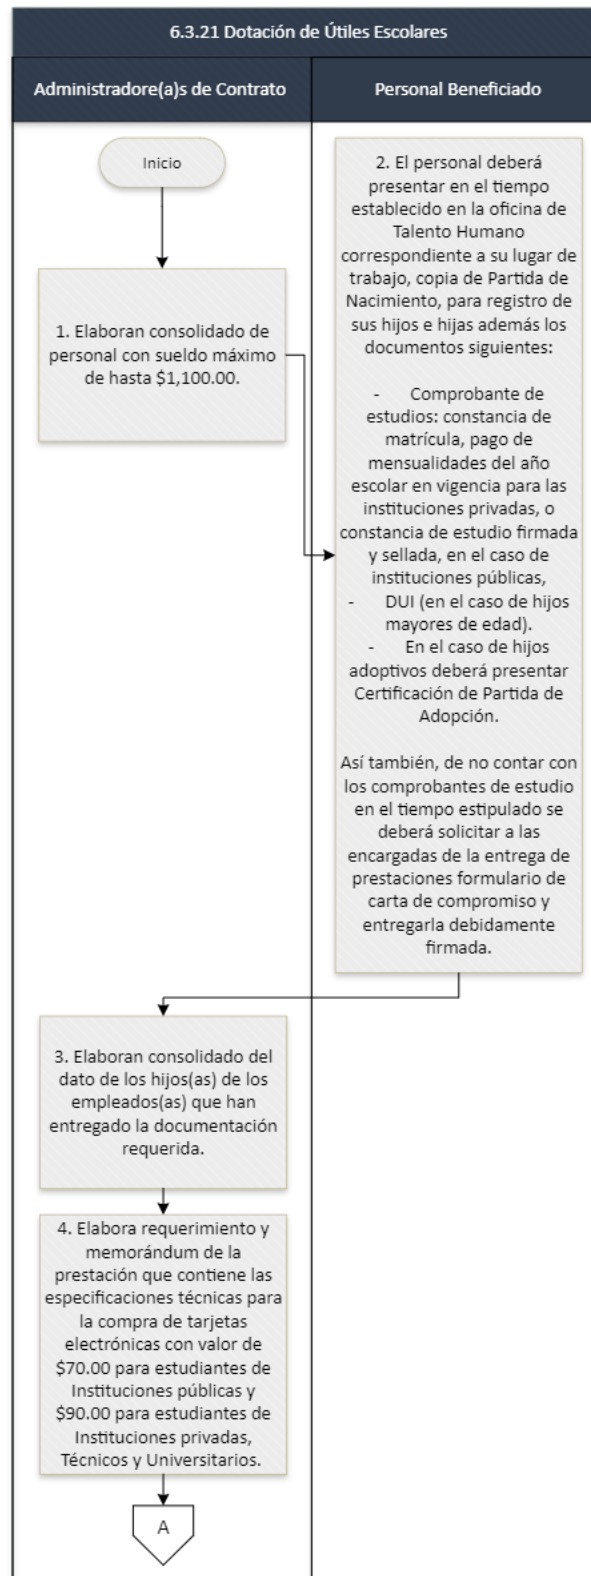 6.3.21 Dotación de Útiles Escolares
Administradore(a)s de Contrato
Personal Beneficiado
Inicio
1. Elaboran consolidado de
personal con sueldo máximo
de hasta $1,100.00.
2. El personal deberá
presentar en el tiempo
establecido en la oficina de
Talento Humano
correspondiente a su lugar de
trabajo, copia de Partida de
Nacimiento, para registro de
sus hijos e hijas además los
documentos siguientes:
- Comprobante de
estudios: constancia de
matrícula, pago de
mensualidades del año
escolar en vigencia para las
instituciones privadas, o
constancia de estudio firmada
y sellada, en el caso de
instituciones públicas,
- DUI (en el caso de hijos
mayores de edad).
- En el caso de hijos
adoptivos deberá presentar
Certificación de Partida de
Adopción.
Así también, de no contar con
los comprobantes de estudio
en el tiempo estipulado se
deberá solicitar a las
encargadas de la entrega de
prestaciones formulario de
carta de compromiso y
entregarla debidamente
firmada.
3. Elaboran consolidado del
dato de los hijos(as) de los
empleados(as) que han
entregado la documentación
requerida.
4. Elabora requerimiento y
memorándum de la
prestación que contiene las
especificaciones técnicas para
la compra de tarjetas
electrónicas con valor de
$70.00 para estudiantes de
Instituciones públicas y
$90.00 para estudiantes de
Instituciones privadas,
Técnicos y Universitarios.
A